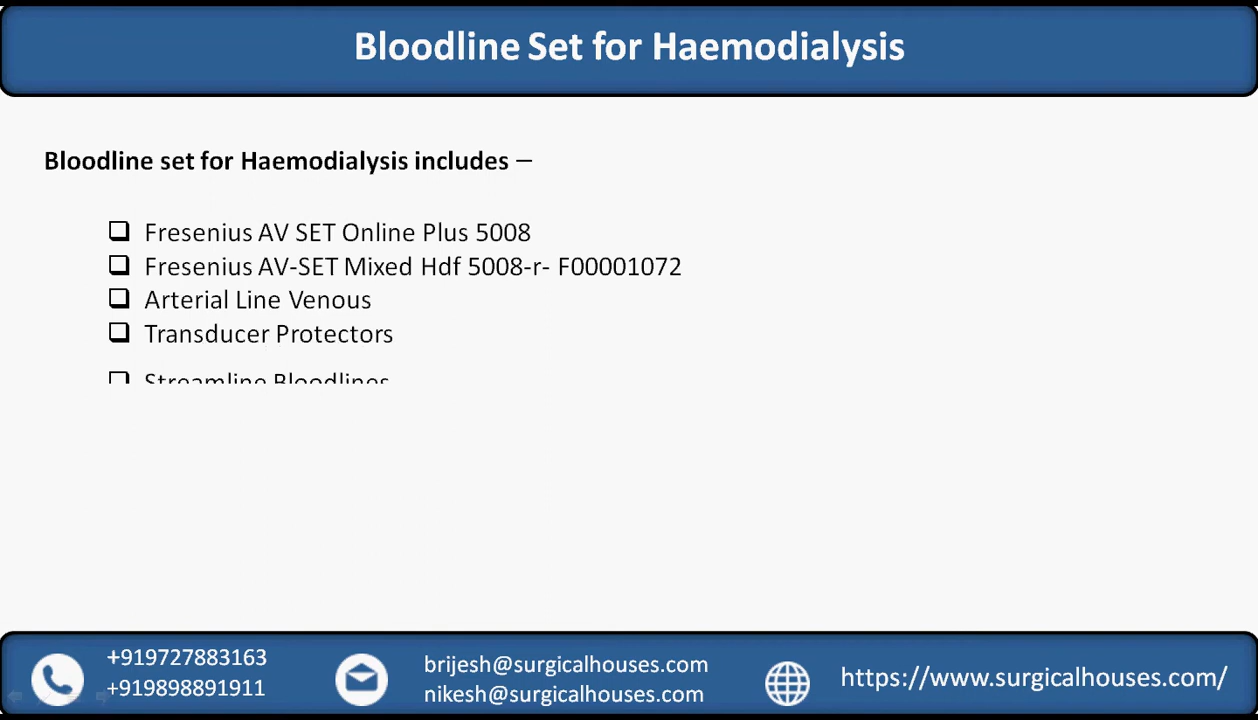 Bloodline Set for Haemodialysis
Bloodline set for Haemodialysis includes –
Fresenius AV SET Online Plus 5008
Fresenius AV-SET Mixed Hdf 5008-r- F00001072
Arterial Line Venous
Transducer Protectors
Streamline Bloodlines
+919727883163
+919898891911
brijesh@surgicalhouses.com
nikesh@surgicalhouses.com
https://www.surgicalhouses.com/